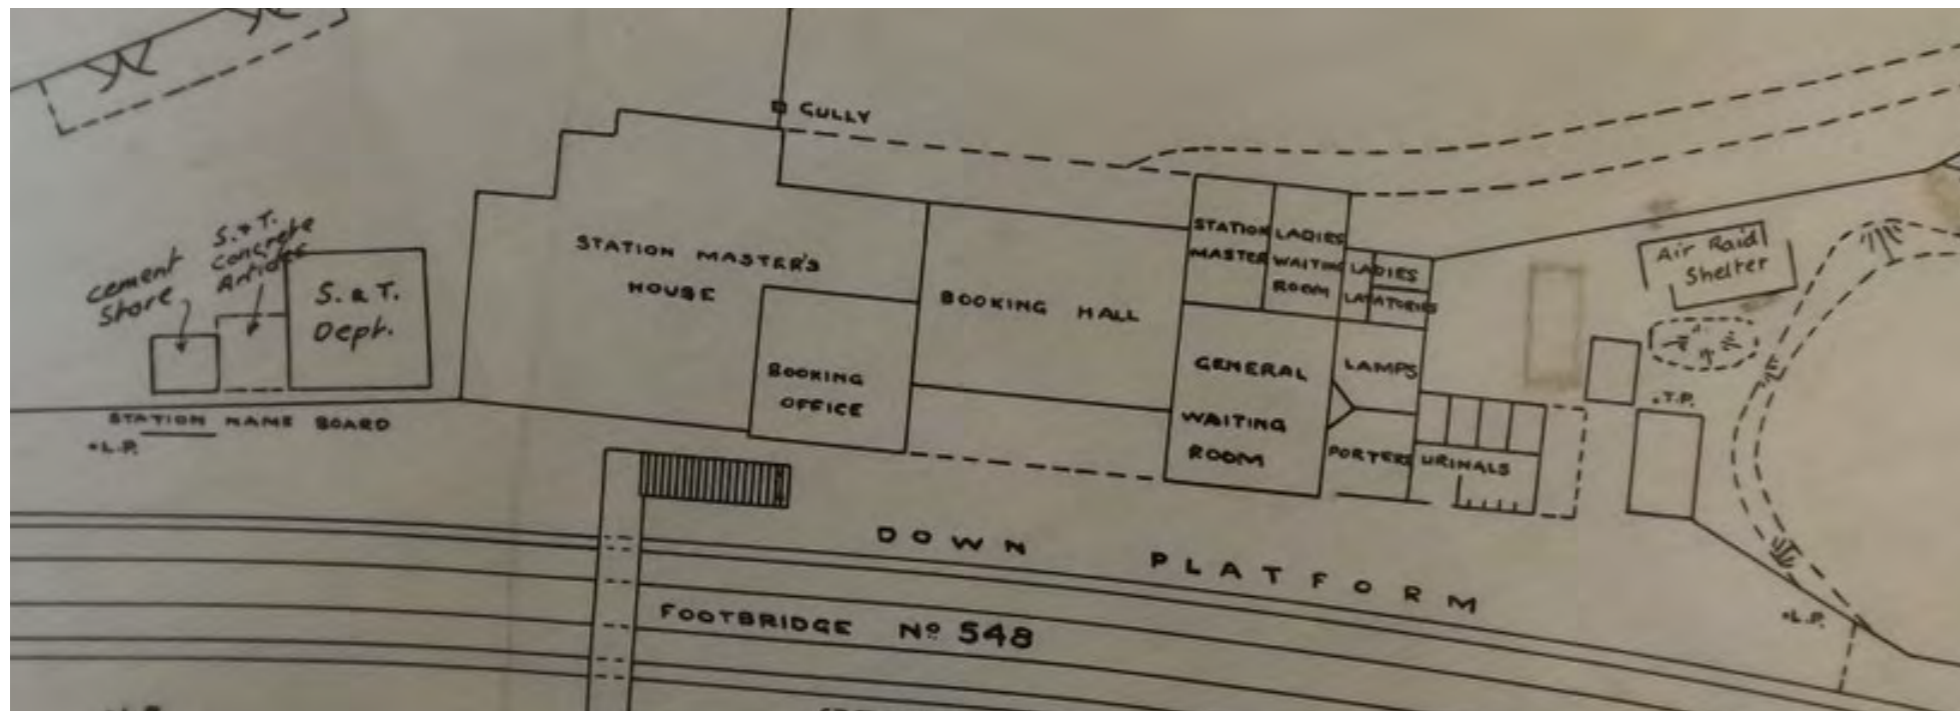 GULLY
S. & T.
Concrete
cement
Store
S. & T.
Dept.
STATION MASTER'S
HOUSE
BOOKING
OFFICE
BOOKING HALL
STATION
MASTER
LADIES
WAITING
ROOM
LADIES
LAVATORIES
GENERAL
WAITING
ROOM
LAMPS
PORTERS
URINALS
Air Raid
Shelter
.T.P.
STATION NAME BOARD
.L.P.
DOWN PLATFORM
.L.P.
FOOTBRIDGE Nº 548